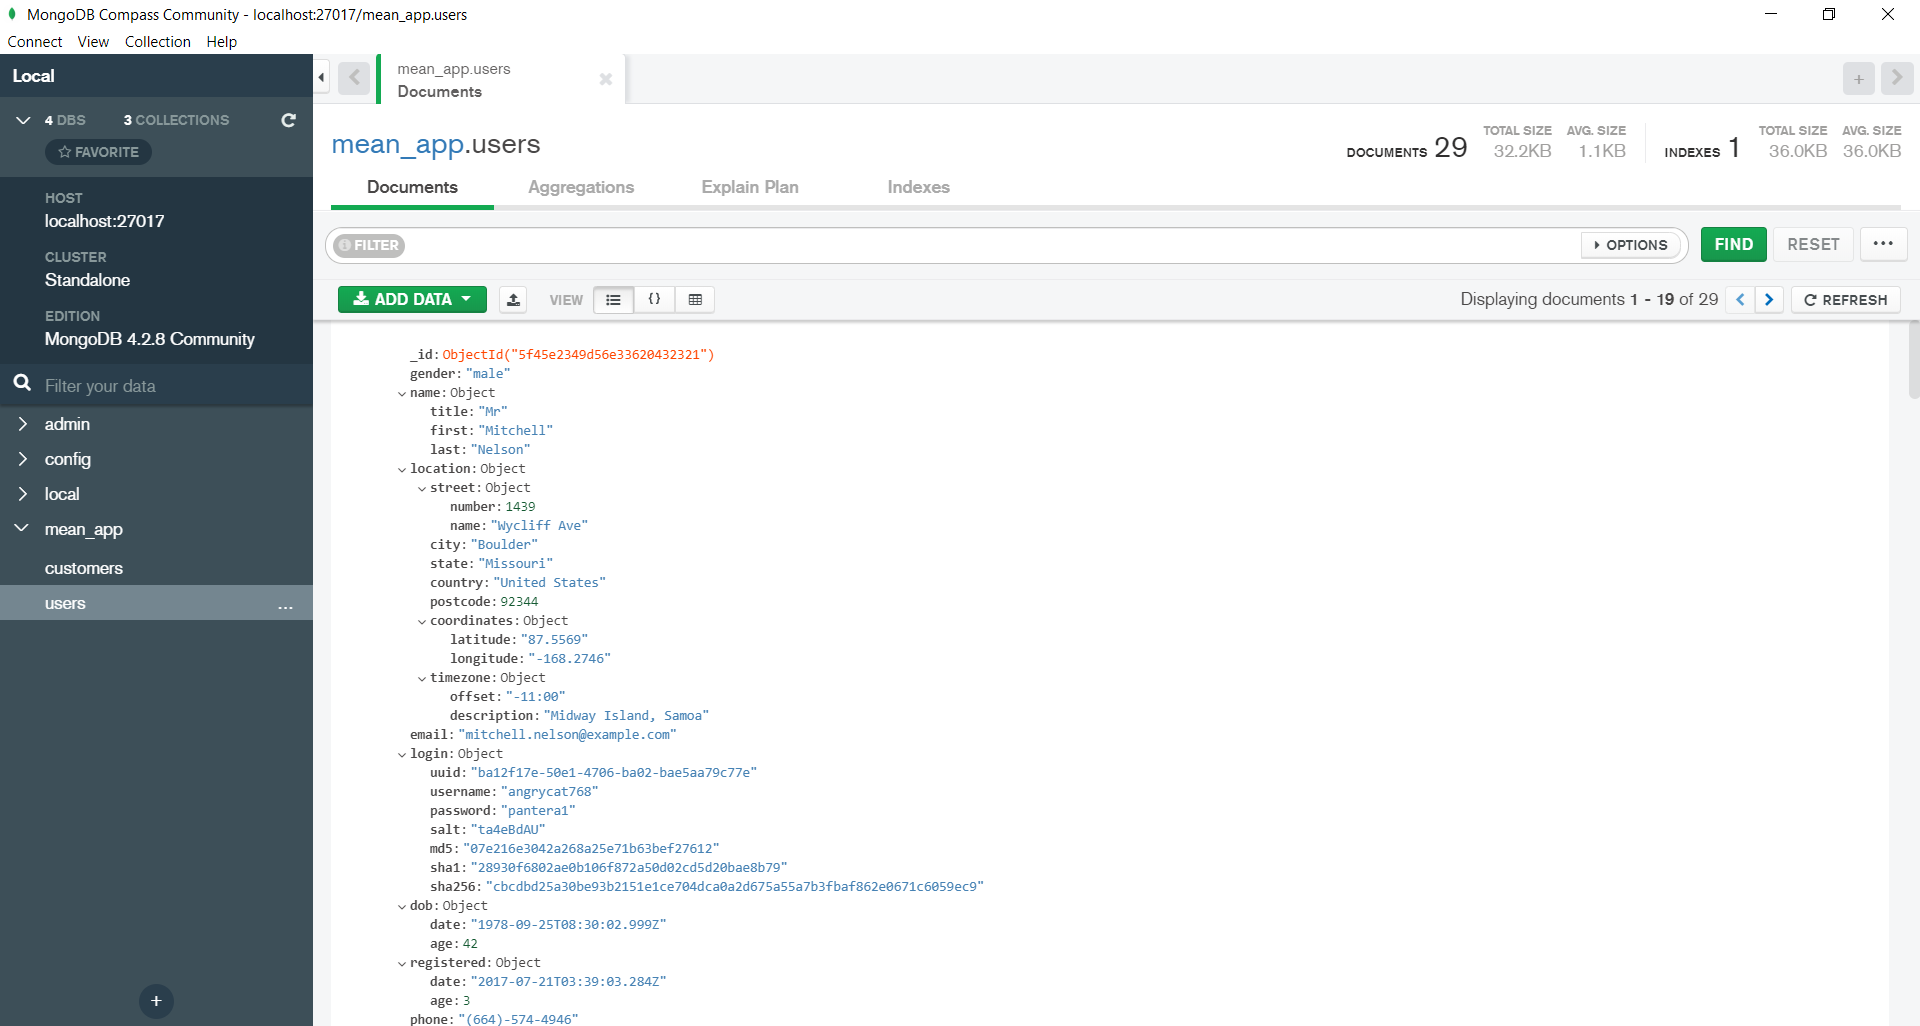 MongoDB Compass Community - localhost:27017/mean_app.users
Connect View Collection Help
Local
4 DBS 3 COLLECTIONS
FAVORITE
HOST
localhost:27017
CLUSTER
Standalone
EDITION
MongoDB 4.2.8 Community
Filter your data
admin
config
local
mean_app
customers
users ...
mean_app.users
Documents
mean_app.users
DOCUMENTS 29 TOTAL SIZE 32.2KB AVG. SIZE 1.1KB INDEXES 1 TOTAL SIZE 36.0KB AVG. SIZE 36.0KB
Documents Aggregations Explain Plan Indexes
FILTER OPTIONS FIND RESET ...
ADD DATA VIEW {} Displaying documents 1 - 19 of 29 REFRESH
_id: ObjectId("5f45e2349d56e33620432321")
gender: "male"
name: Object
title: "Mr"
first: "Mitchell"
last: "Nelson"
location: Object
street: Object
number: 1439
name: "Wycliff Ave"
city: "Boulder"
state: "Missouri"
country: "United States"
postcode: 92344
coordinates: Object
latitude: "87.5569"
longitude: "-168.2746"
timezone: Object
offset: "-11:00"
description: "Midway Island, Samoa"
email: "mitchell.nelson@example.com"
login: Object
uuid: "ba12f17e-50e1-4706-ba02-bae5aa79c77e"
username: "angrycat768"
password: "pantera1"
salt: "ta4eBdAU"
md5: "07e216e3042a268a25e71b63bef27612"
sha1: "28930f6802ae0b106f872a50d02cd5d20bae8b79"
sha256: "cbcdbd25a30be93b2151e1ce704dca0a2d675a55a7b3fbaf862e0671c6059ec9"
dob: Object
date: "1978-09-25T08:30:02.999Z"
age: 42
registered: Object
date: "2017-07-21T03:39:03.284Z"
age: 3
phone: "(664)-574-4946"